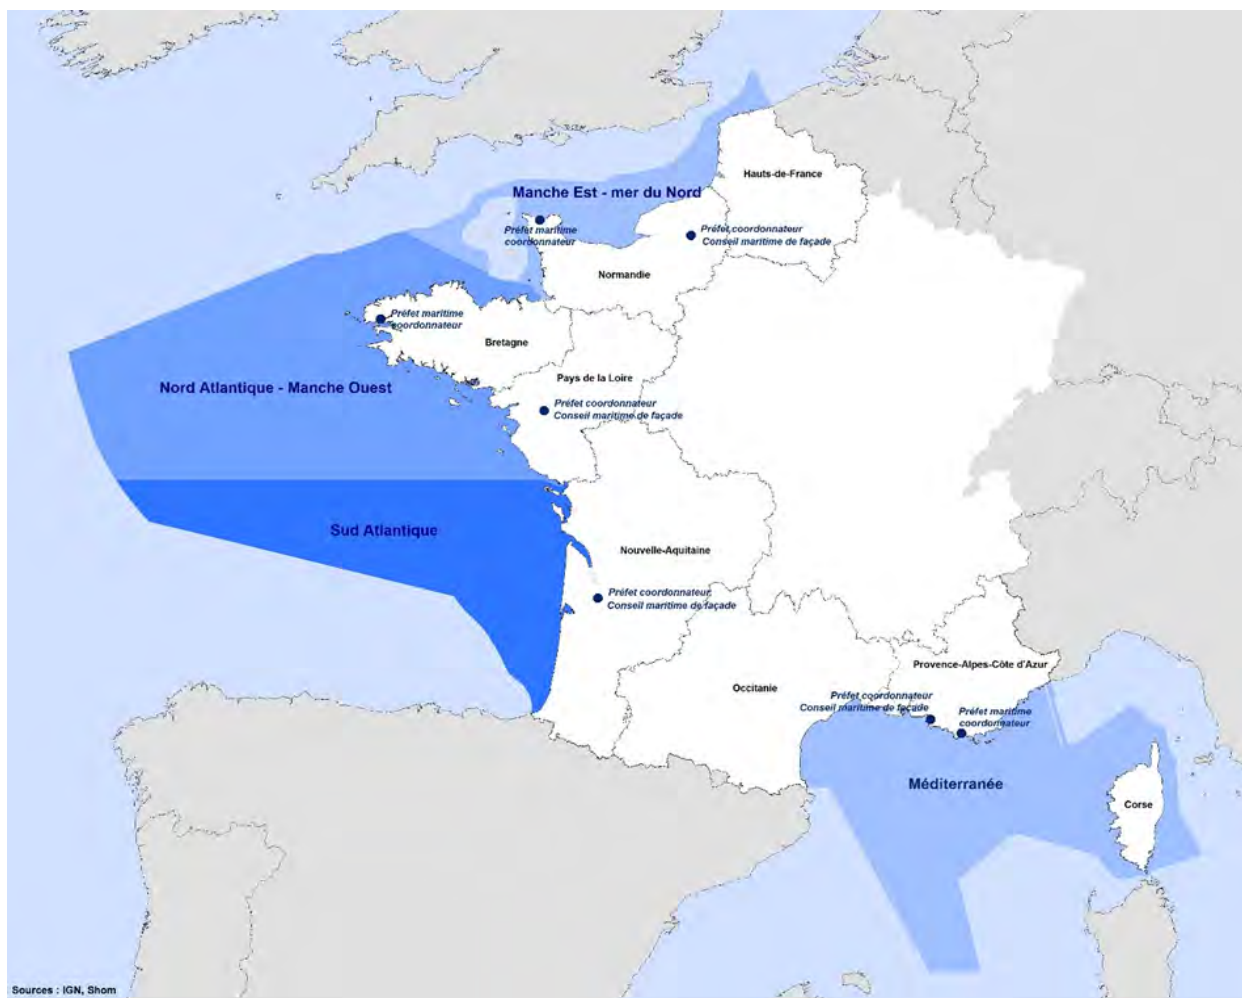 Hauts-de-France
Manche Est - mer du Nord
Préfet maritime
coordonnateur
Préfet coordonnateur
Conseil maritime de façade
Normandie
Préfet maritime
coordonnateur
Bretagne
Pays de la Loire
Nord Atlantique - Manche Ouest
Préfet coordonnateur
Conseil maritime de façade
Sud Atlantique
Nouvelle-Aquitaine
Préfet coordonnateur
Conseil maritime de façade
Provence-Alpes-Côte d'Azur
Occitanie
Préfet coordonnateur
Conseil maritime de façade
Préfet maritime
coordonnateur
Méditerranée
Corse
Sources : IGN, Shom